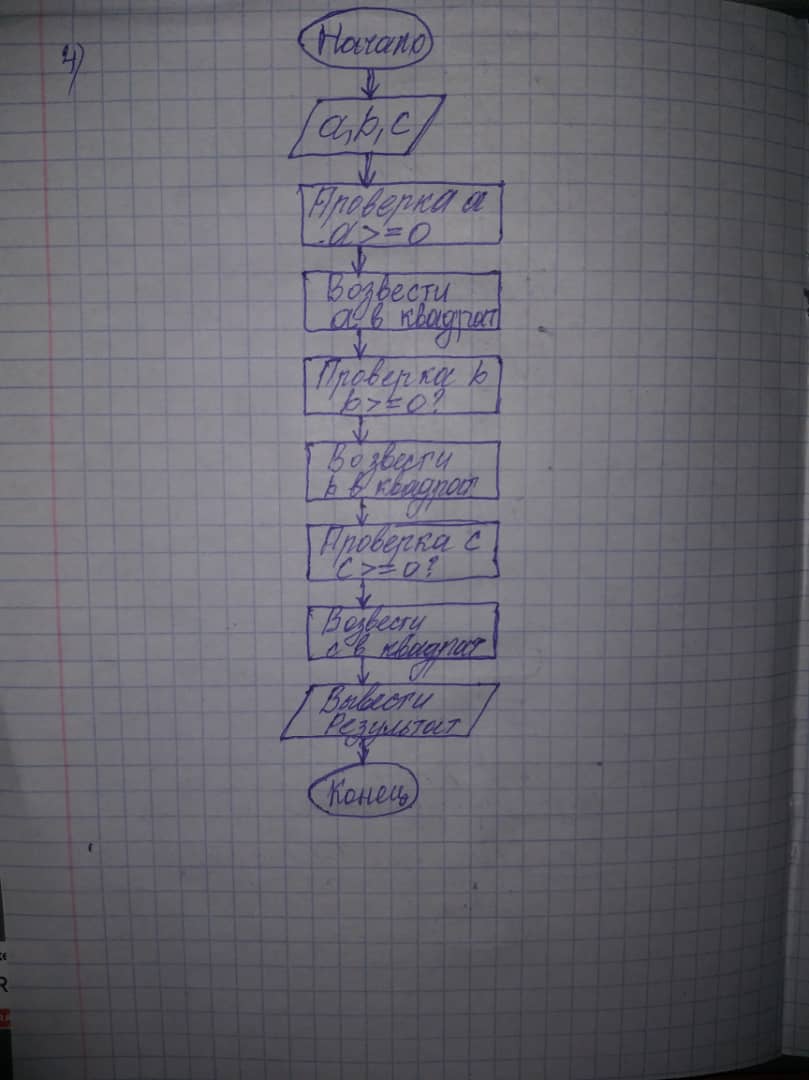 4)
Начало
a, b, c
Проверка a
a>=0
Возвести
a в квадрат
Проверка b
b>=0?
Возвести
b в квадрат
Проверка c
c>=0?
Возвести
c в квадрат
Вывести
Результат
Конец